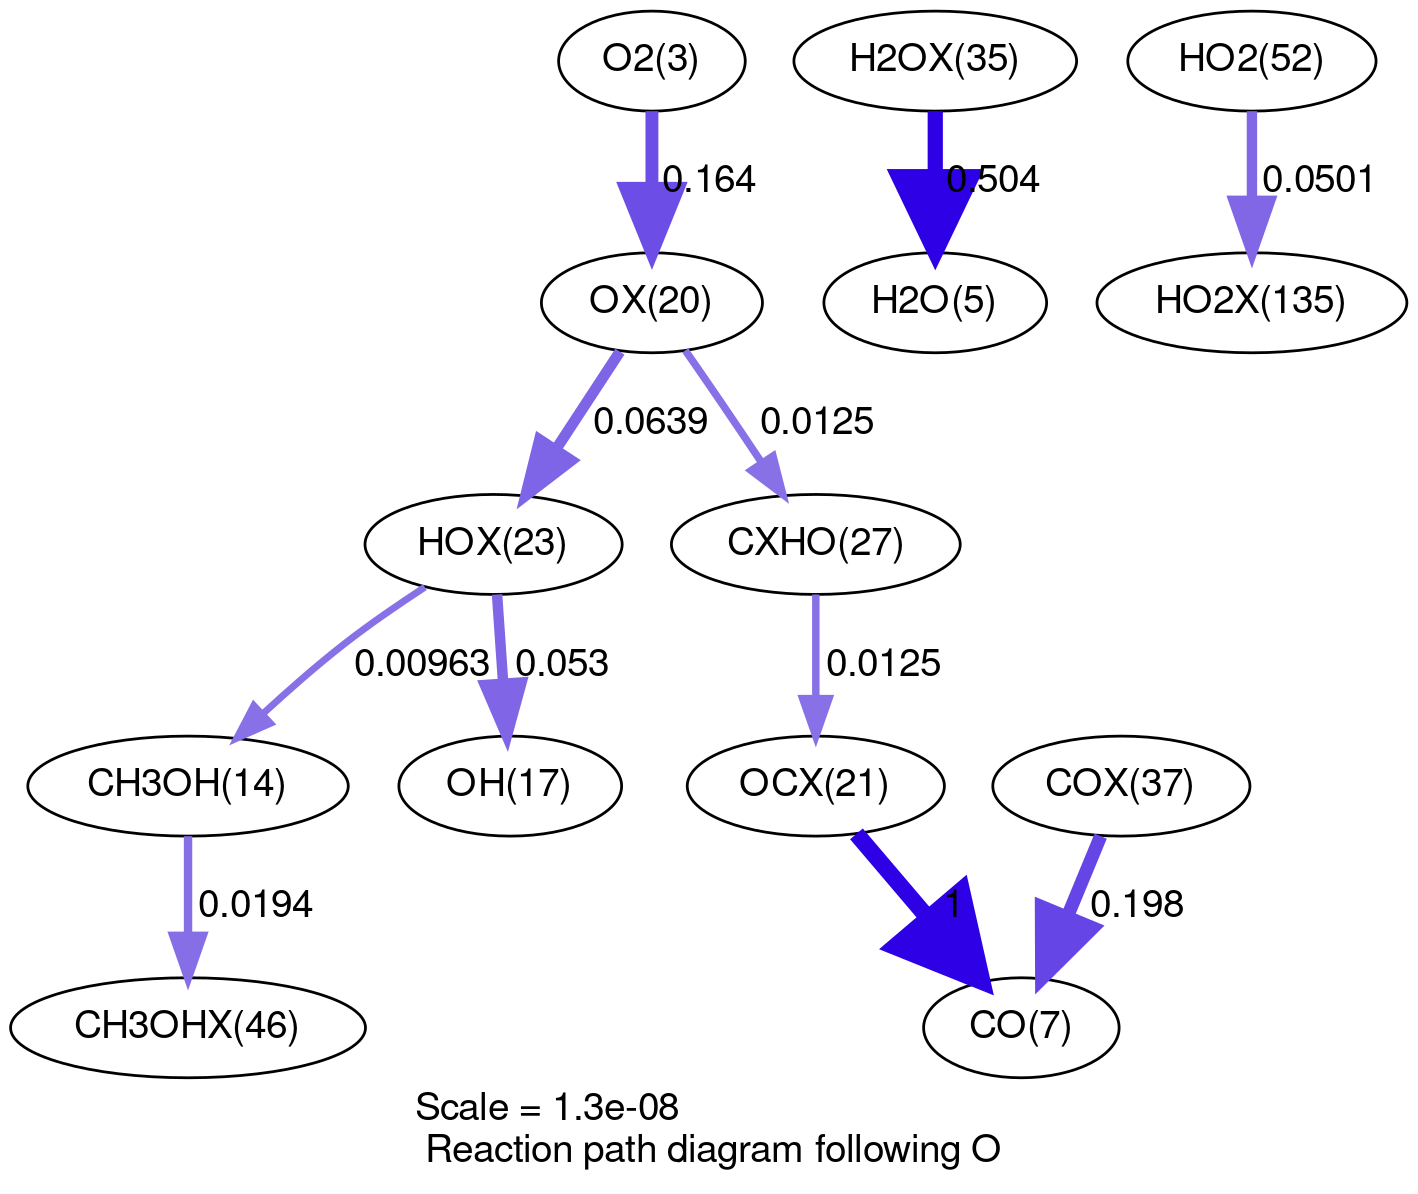 O2(3)
H2OX(35)
HO2(52)
0.164
0.504
0.0501
OX(20)
H2O(5)
HO2X(135)
0.0639
0.0125
HOX(23)
CXHO(27)
0.00963
0.053
0.0125
CH3OH(14)
OH(17)
OCX(21)
COX(37)
0.0194
1
0.198
CH3OHX(46)
CO(7)
Scale = 1.3e-08
Reaction path diagram following O